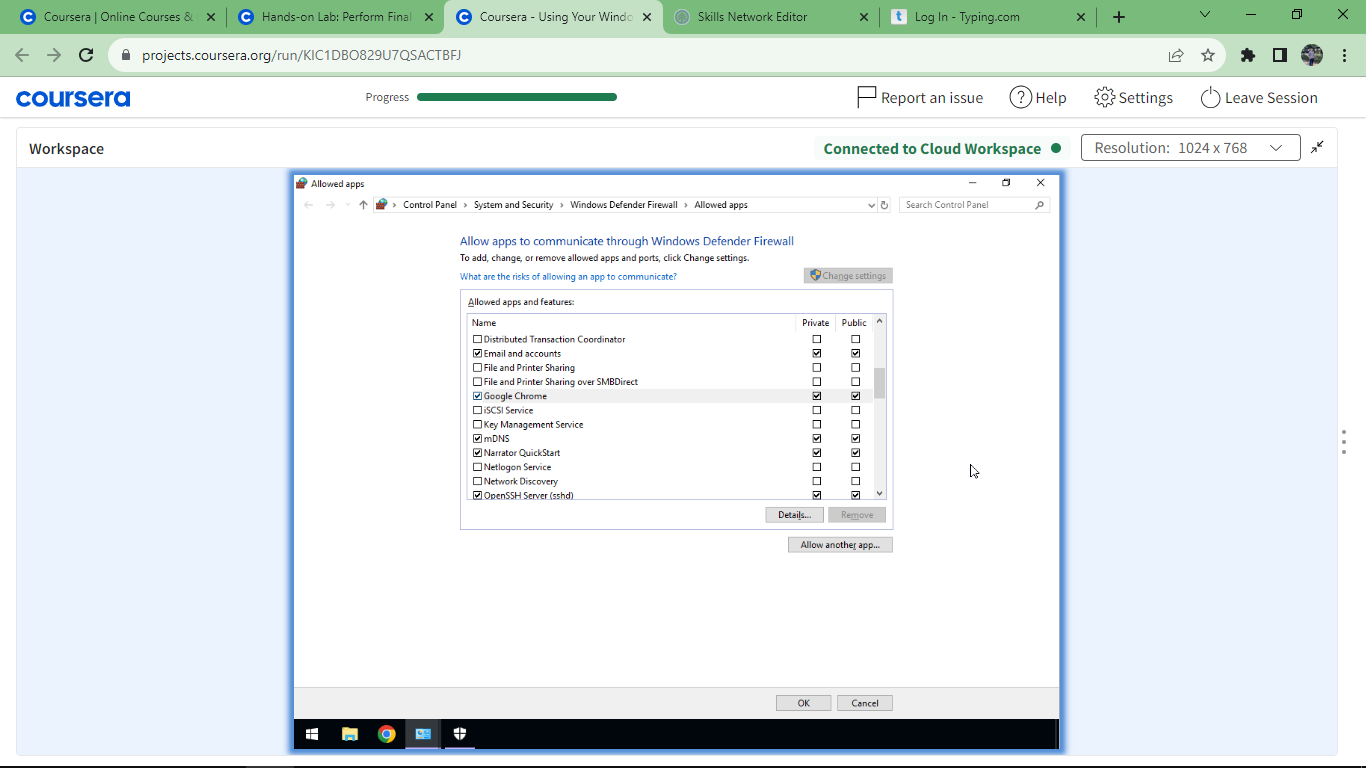 Coursera | Online Courses &
Hands-on Lab: Perform Final
Coursera - Using Your Windo
Skills Network Editor
Log In - Typing.com
projects.coursera.org/run/KIC1DBO829U7QSACTBFJ
coursera
Progress
Report an issue
Help
Settings
Leave Session
Workspace
Connected to Cloud Workspace
Resolution: 1024 x 768
Allowed apps
Control Panel › System and Security › Windows Defender Firewall › Allowed apps
Search Control Panel
Allow apps to communicate through Windows Defender Firewall
To add, change, or remove allowed apps and ports, click Change settings.
What are the risks of allowing an app to communicate?
Change settings
Allowed apps and features:
Name Private Public
Distributed Transaction Coordinator
Email and accounts
File and Printer Sharing
File and Printer Sharing over SMBDirect
Google Chrome
iSCSI Service
Key Management Service
mDNS
Narrator QuickStart
Netlogon Service
Network Discovery
OpenSSH Server (sshd)
Details...
Remove
Allow another app...
OK
Cancel